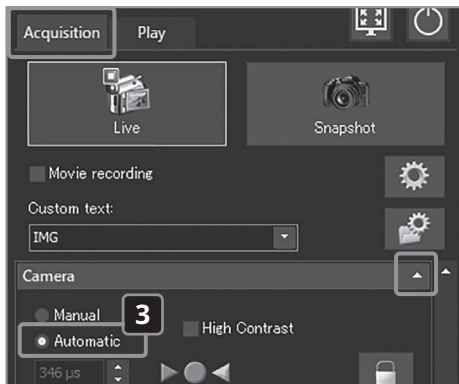 Acquisition Play
Live Snapshot
Movie recording
Custom text:
IMG
Camera
Manual 3
Automatic High Contrast
346 µs